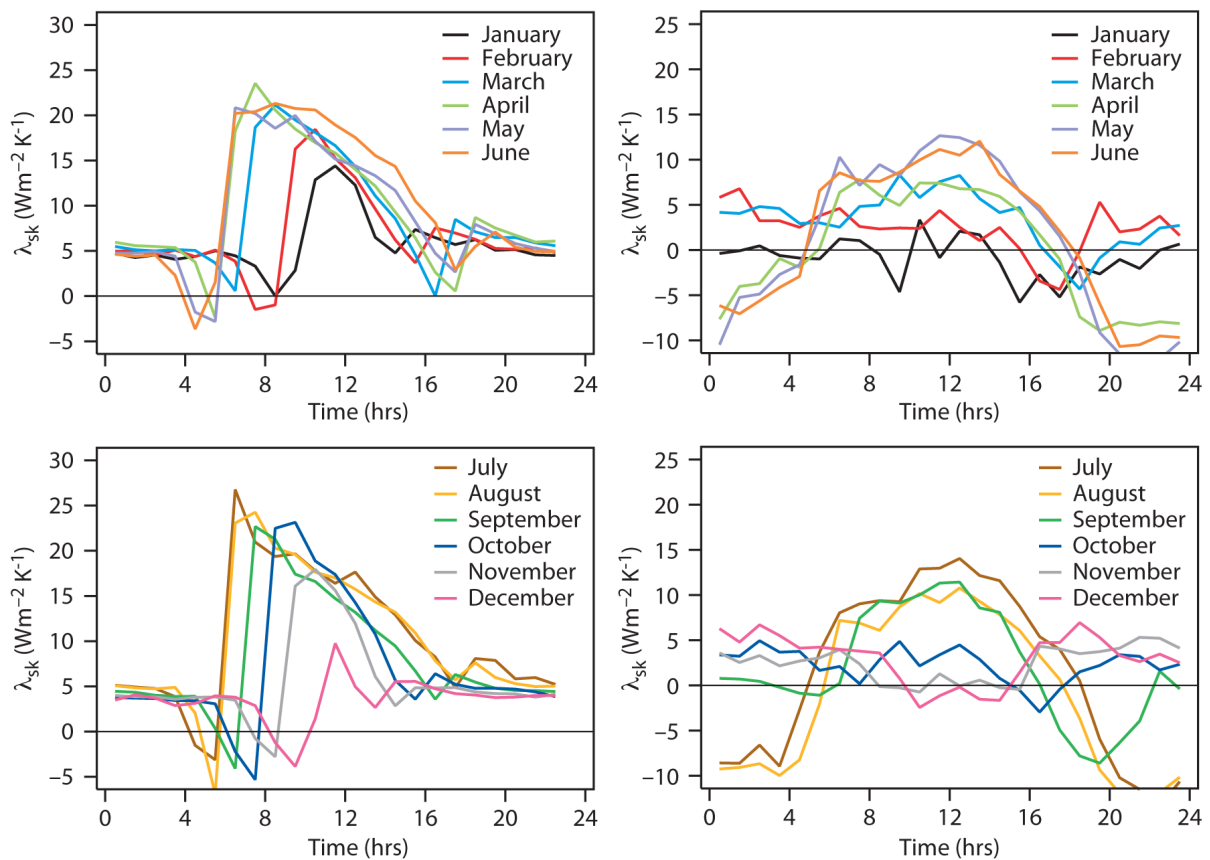 30
25
20
15
10
5
0
−5
λsk (Wm−2 K−1)
January
February
March
April
May
June
0 4 8 12 16 20 24
Time (hrs)
25
20
15
10
5
0
−5
−10
λsk (Wm−2 K−1)
January
February
March
April
May
June
0 4 8 12 16 20 24
Time (hrs)
30
25
20
15
10
5
0
−5
λsk (Wm−2 K−1)
July
August
September
October
November
December
0 4 8 12 16 20 24
Time (hrs)
25
20
15
10
5
0
−5
−10
λsk (Wm−2 K−1)
July
August
September
October
November
December
0 4 8 12 16 20 24
Time (hrs)